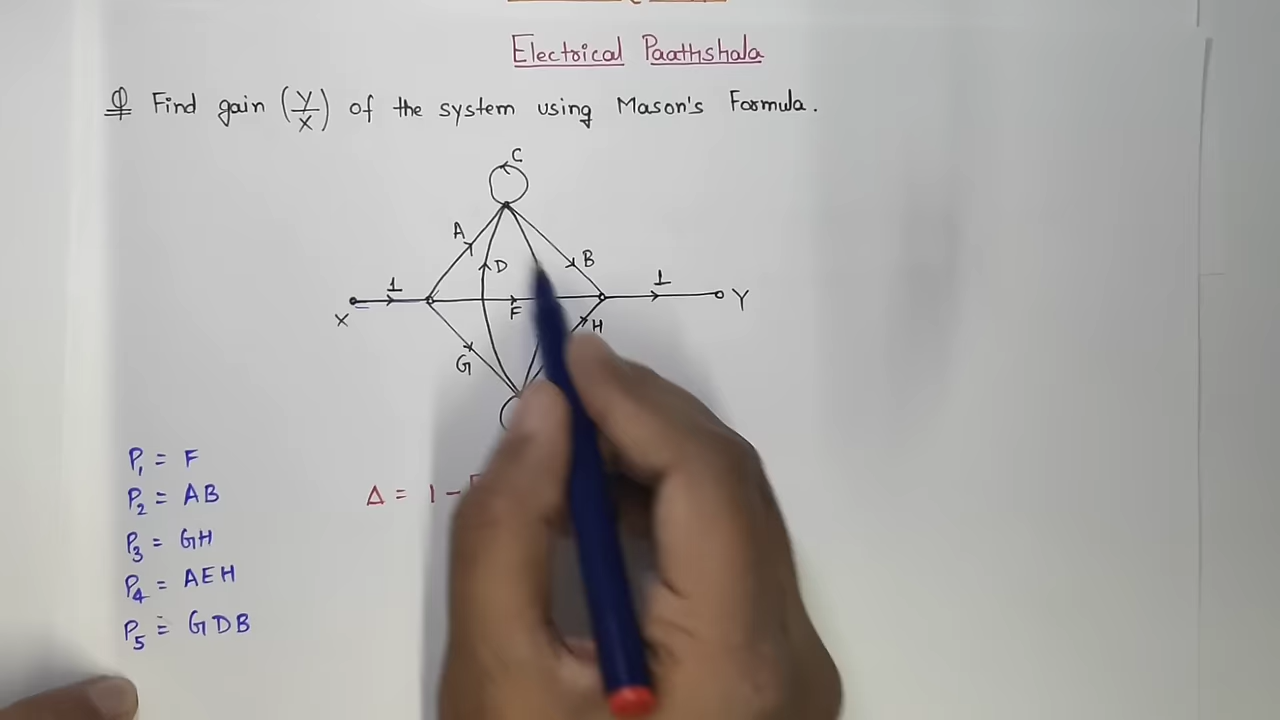 Electrical Paathshala
Q Find gain (Y/X) of the system using Mason's Formula.
C
A
D
B
1
1
X
F
Y
H
G
P1 = F
P2 = AB
Δ = 1 - [
P3 = GH
P4 = AEH
P5 = GDB